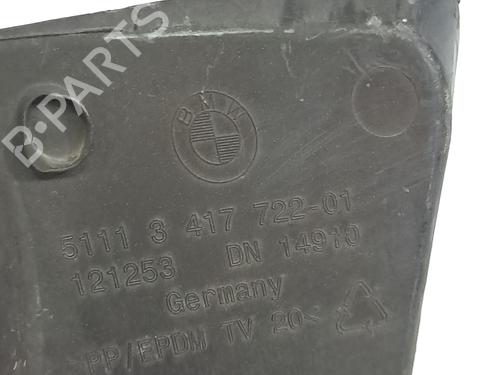 B-PARTS
BMW
5111 3 417 722-01
121253 DN 14910
Germany
PP/EPDM TV 20<